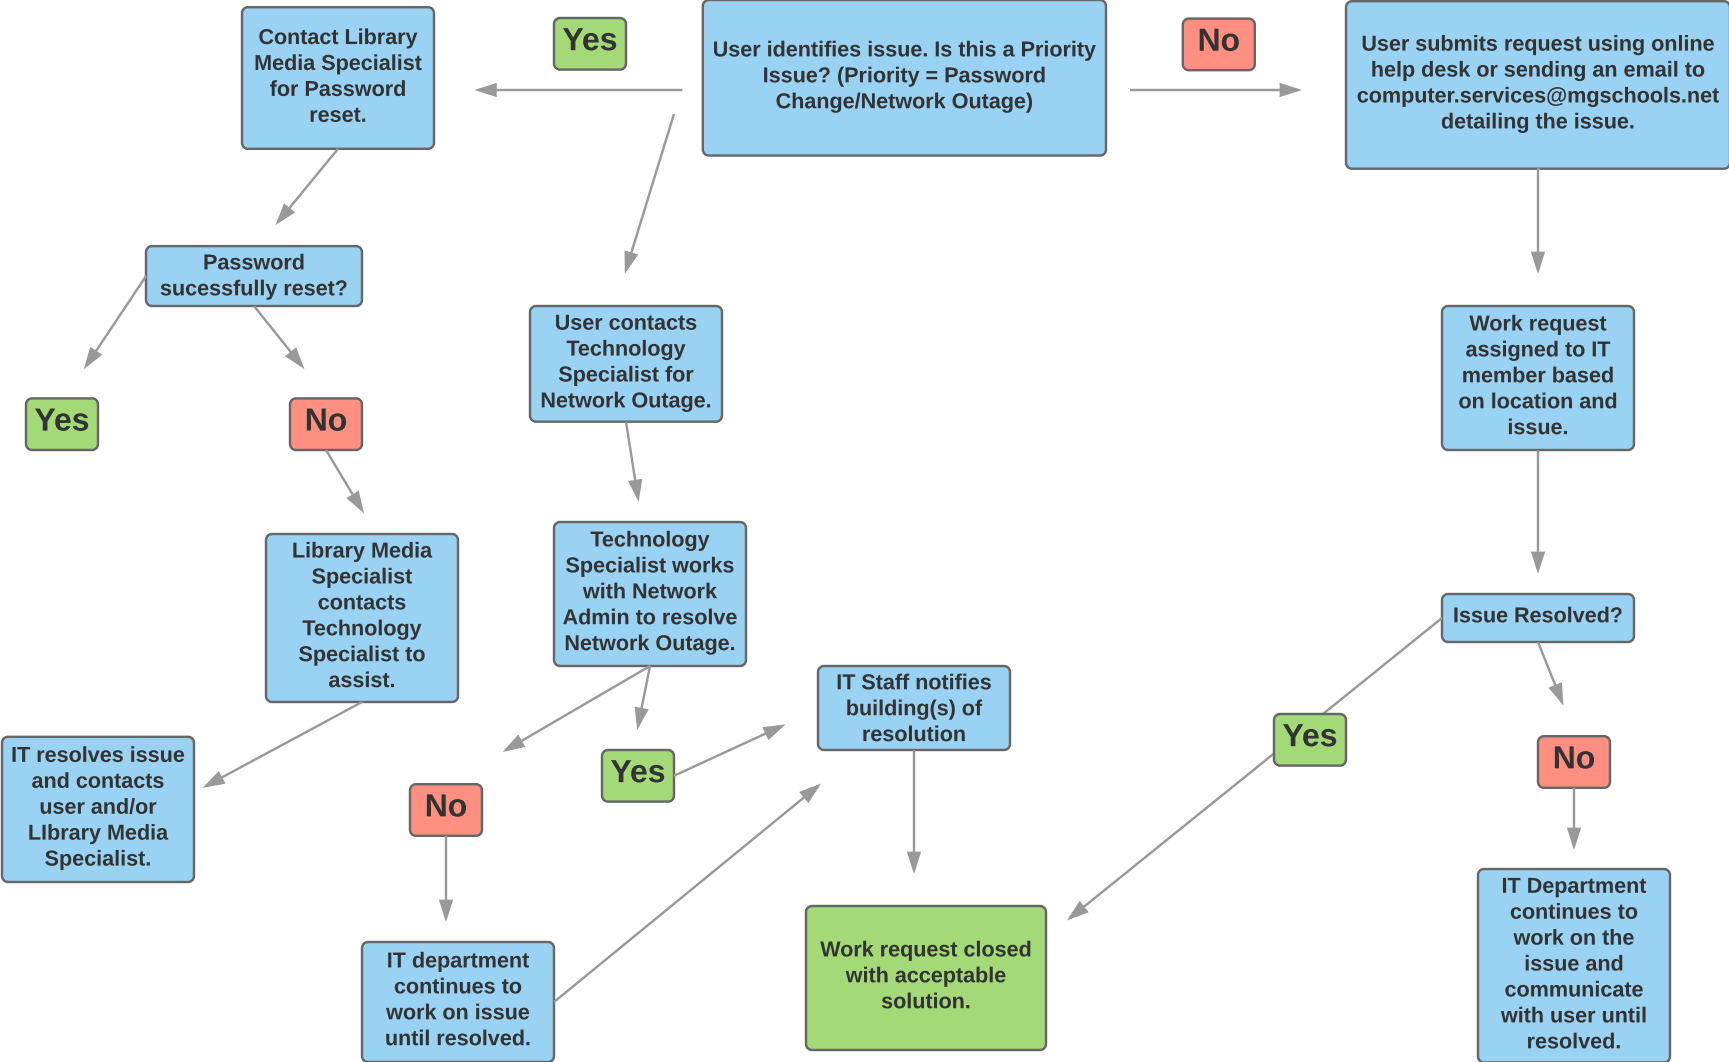 Contact Library
Media Specialist
for Password
reset.
Yes
User identifies issue. Is this a Priority
Issue? (Priority = Password
Change/Network Outage)
No
User submits request using online
help desk or sending an email to
computer.services@mgschools.net
detailing the issue.
Password
sucessfully reset?
Yes
No
User contacts
Technology
Specialist for
Network Outage.
Work request
assigned to IT
member based
on location and
issue.
Library Media
Specialist
contacts
Technology
Specialist to
assist.
Technology
Specialist works
with Network
Admin to resolve
Network Outage.
Issue Resolved?
IT resolves issue
and contacts
user and/or
LIbrary Media
Specialist.
No
Yes
IT Staff notifies
building(s) of
resolution
Yes
No
IT department
continues to
work on issue
until resolved.
Work request closed
with acceptable
solution.
IT Department
continues to
work on the
issue and
communicate
with user until
resolved.